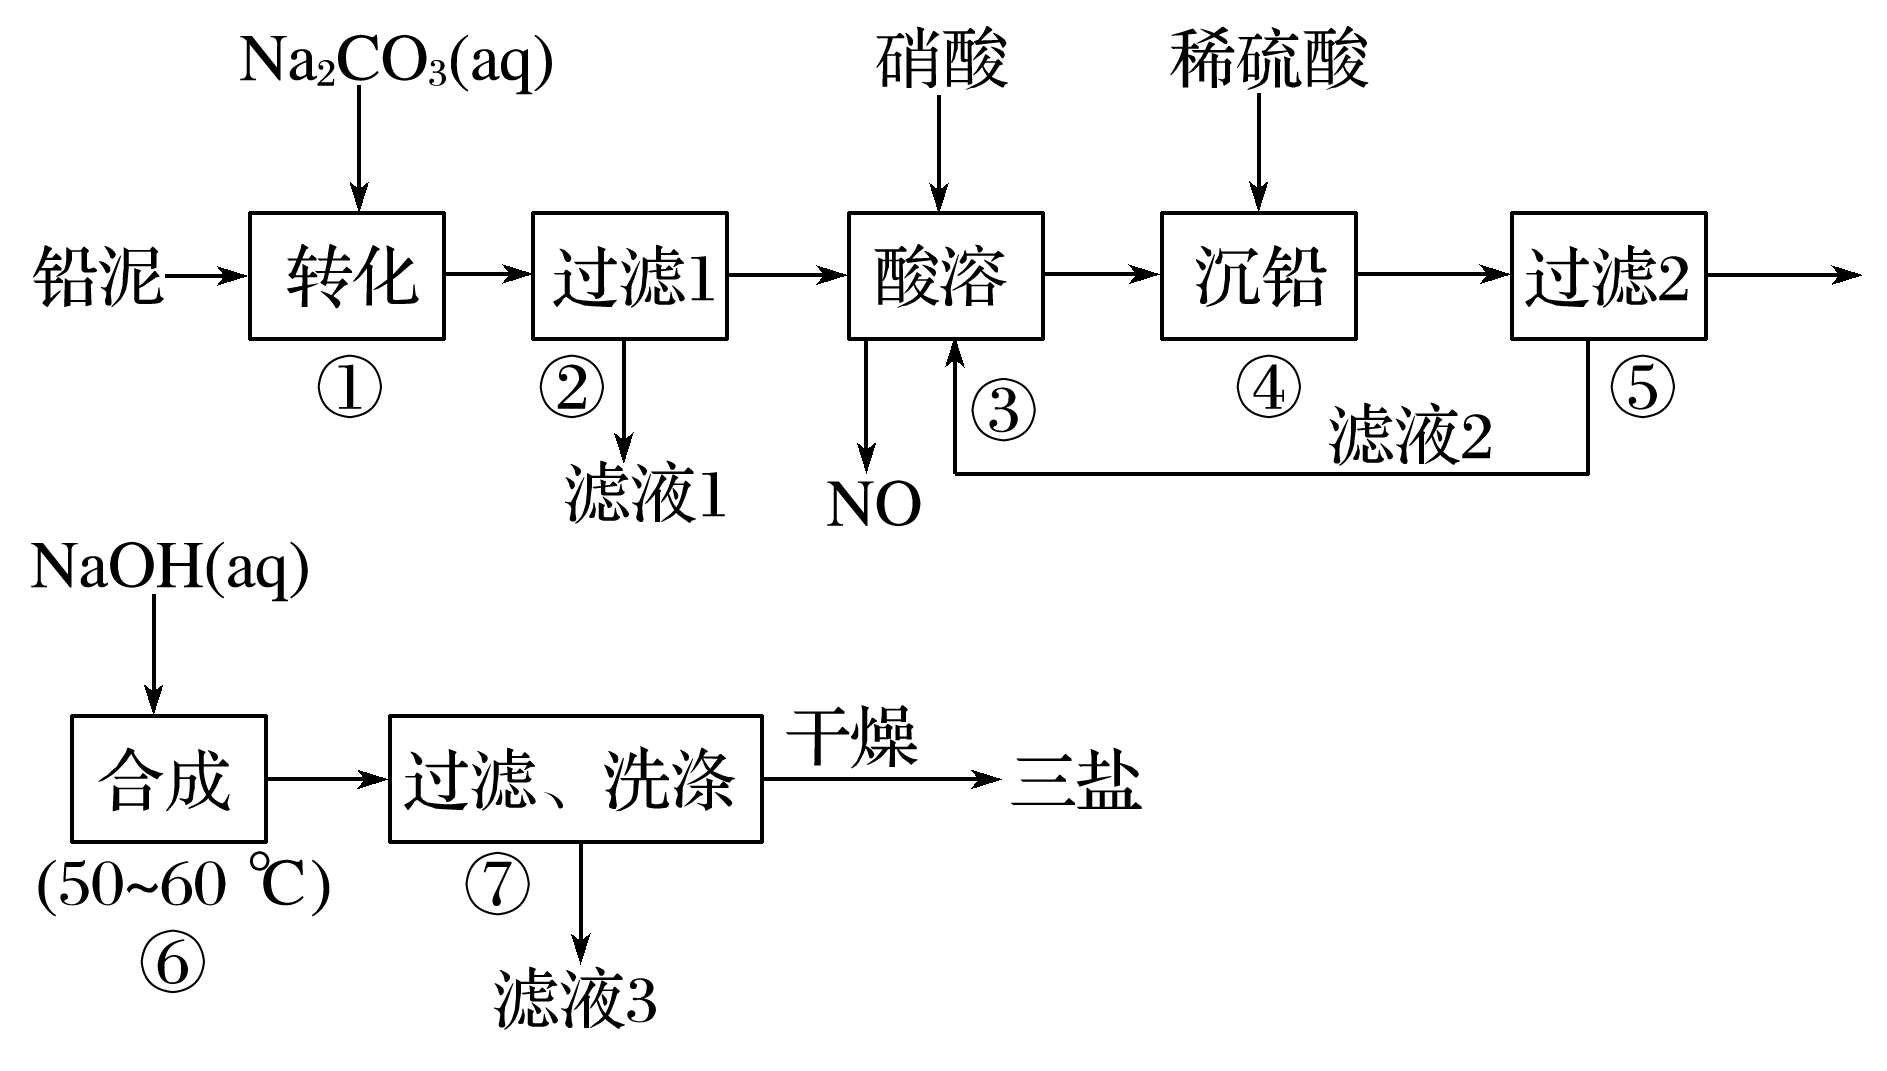 Na₂CO₃(aq) 硝酸 稀硫酸
铅泥 转化 过滤1 酸溶 沉铅 过滤2
① ② ③ ④ ⑤
滤液2
滤液1 NO
NaOH(aq)
合成 过滤、洗涤 干燥 三盐
(50~60 ℃) ⑦
⑥
滤液3